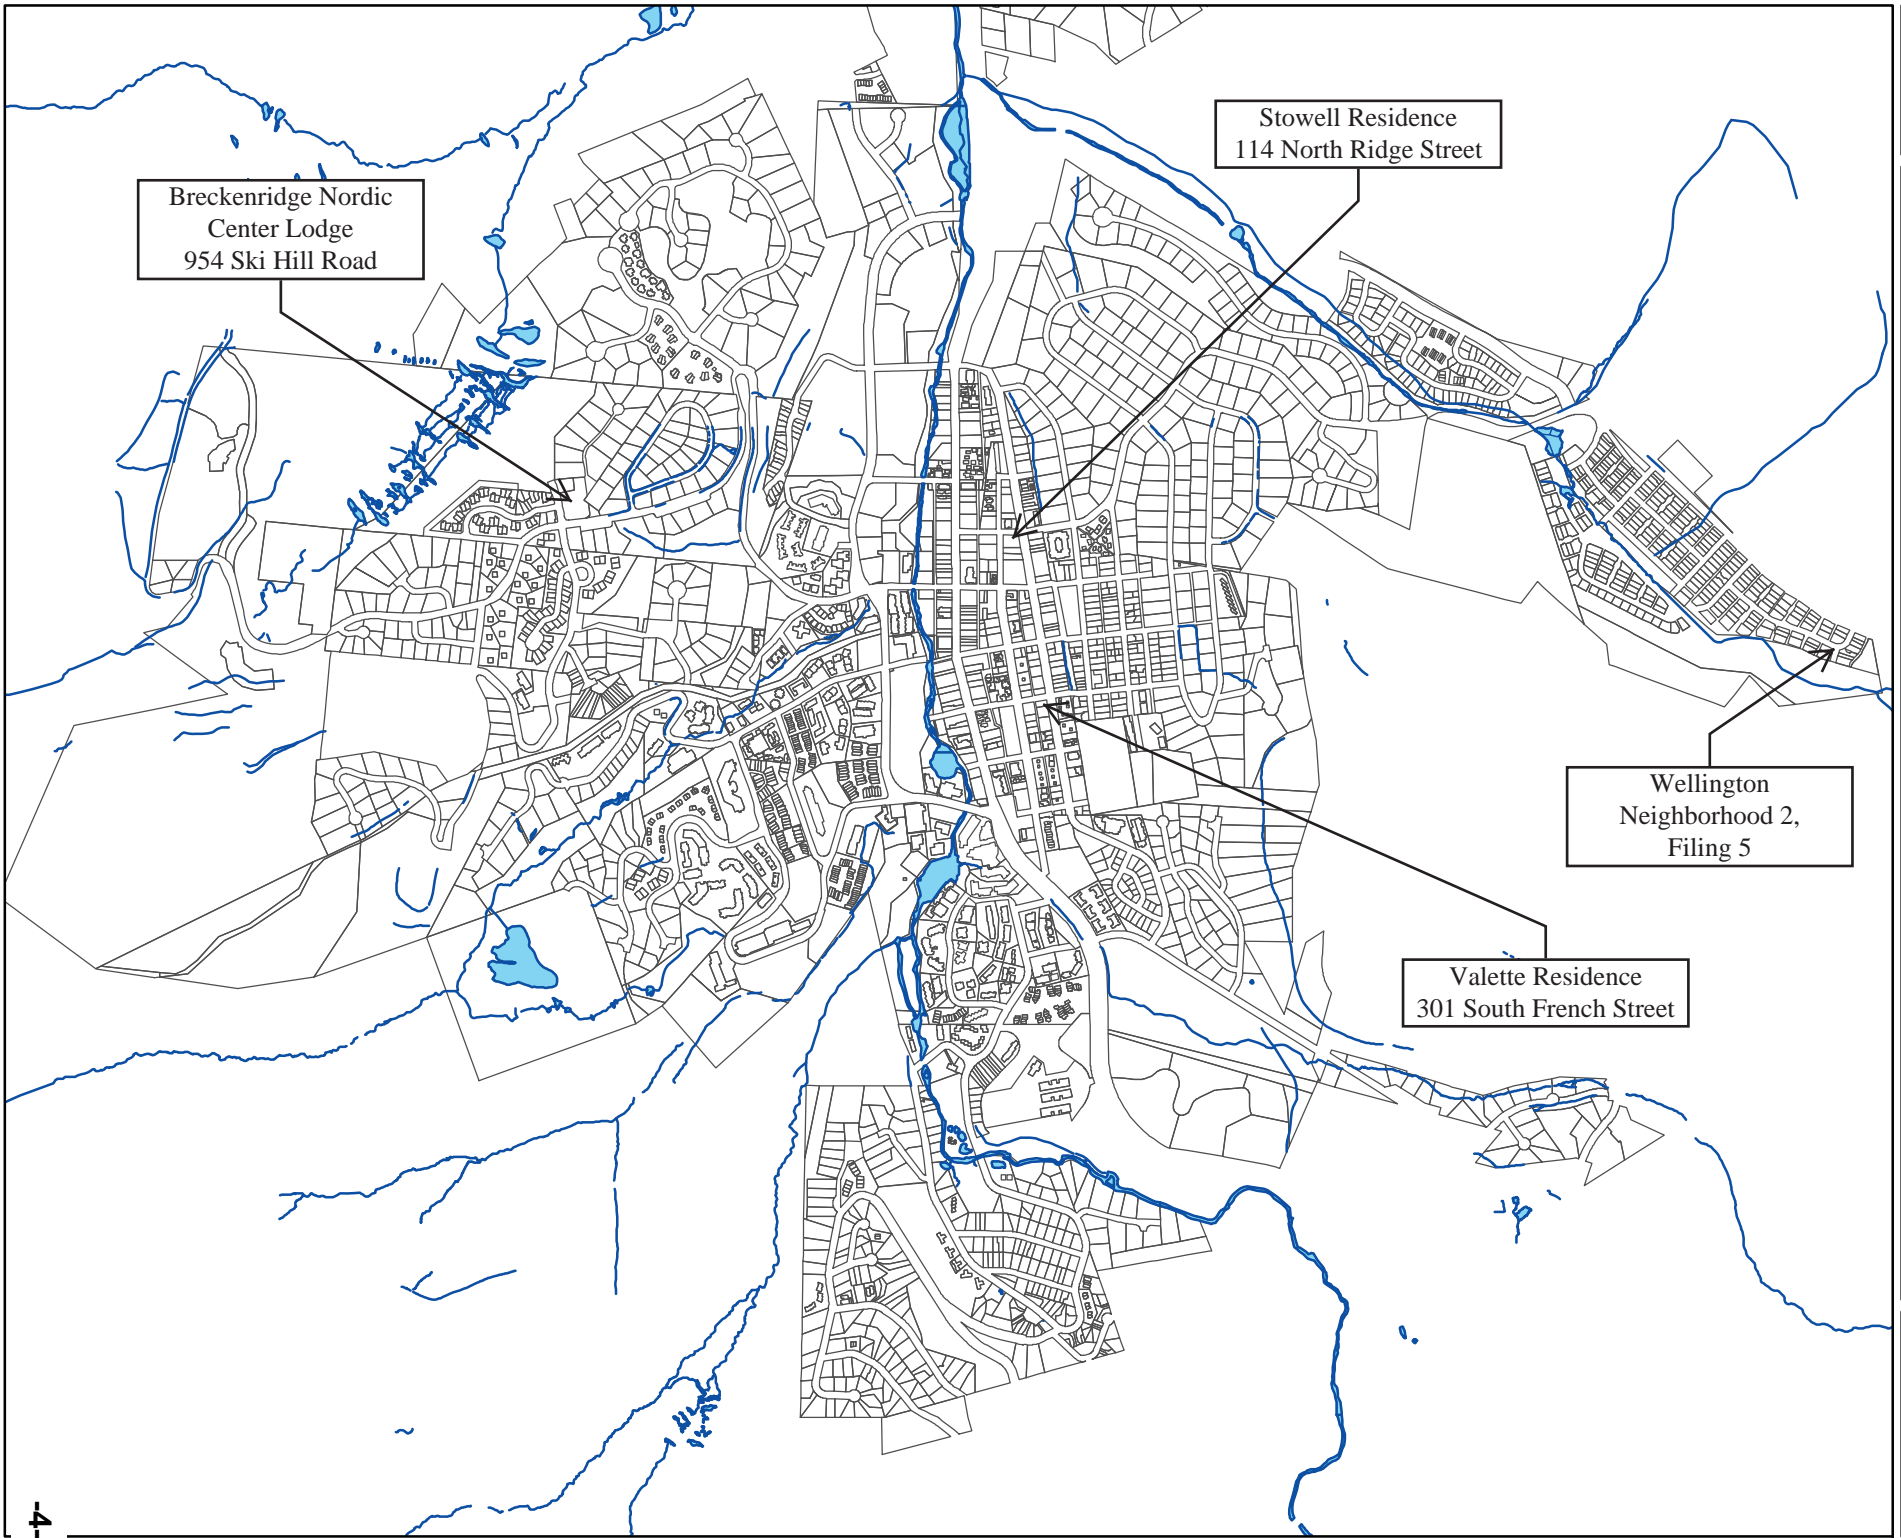 Stowell Residence
114 North Ridge Street
Breckenridge Nordic
Center Lodge
954 Ski Hill Road
Wellington
Neighborhood 2,
Filing 5
Valette Residence
301 South French Street
-4-